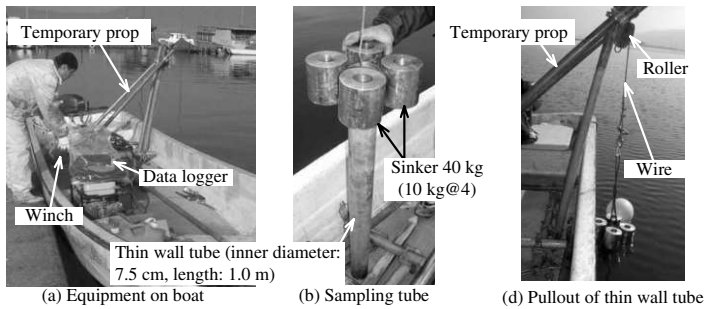 Temporary prop
Data logger
Winch
Thin wall tube (inner diameter:
7.5 cm, length: 1.0 m)
(a) Equipment on boat
Sinker 40 kg
(10 kg@4)
(b) Sampling tube
Temporary prop
Roller
Wire
(d) Pullout of thin wall tube